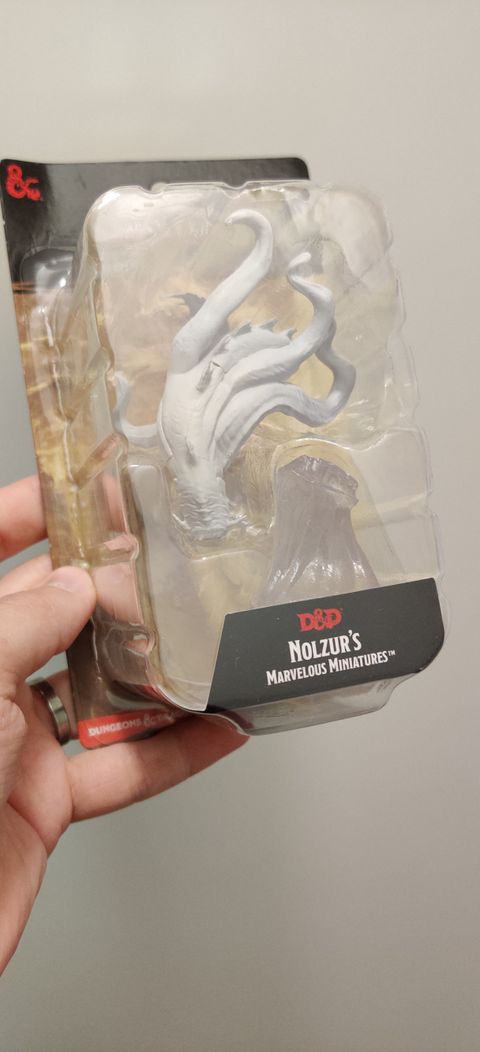 &
D&D
NOLZUR'S
MARVELOUS MINIATURES™
DUNGEONS &